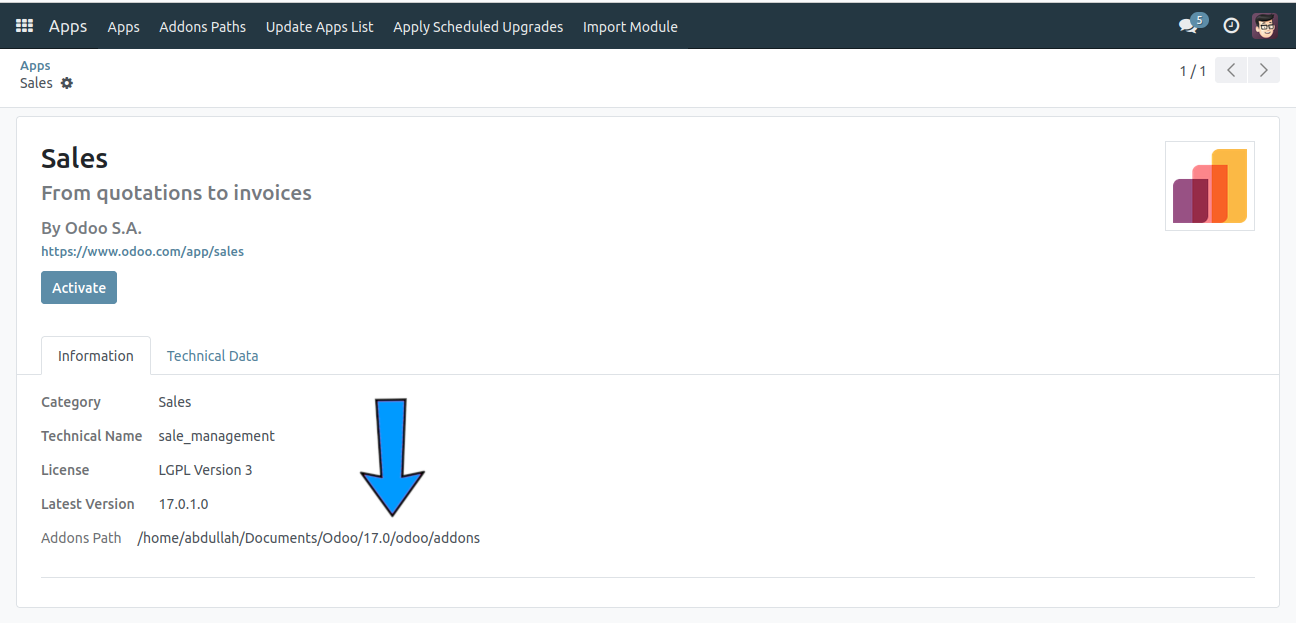 Apps Apps Addons Paths Update Apps List Apply Scheduled Upgrades Import Module 5
Apps
Sales
1 / 1
Sales
From quotations to invoices
By Odoo S.A.
https://www.odoo.com/app/sales
Activate
Information Technical Data
Category Sales
Technical Name sale_management
License LGPL Version 3
Latest Version 17.0.1.0
Addons Path /home/abdullah/Documents/Odoo/17.0/odoo/addons